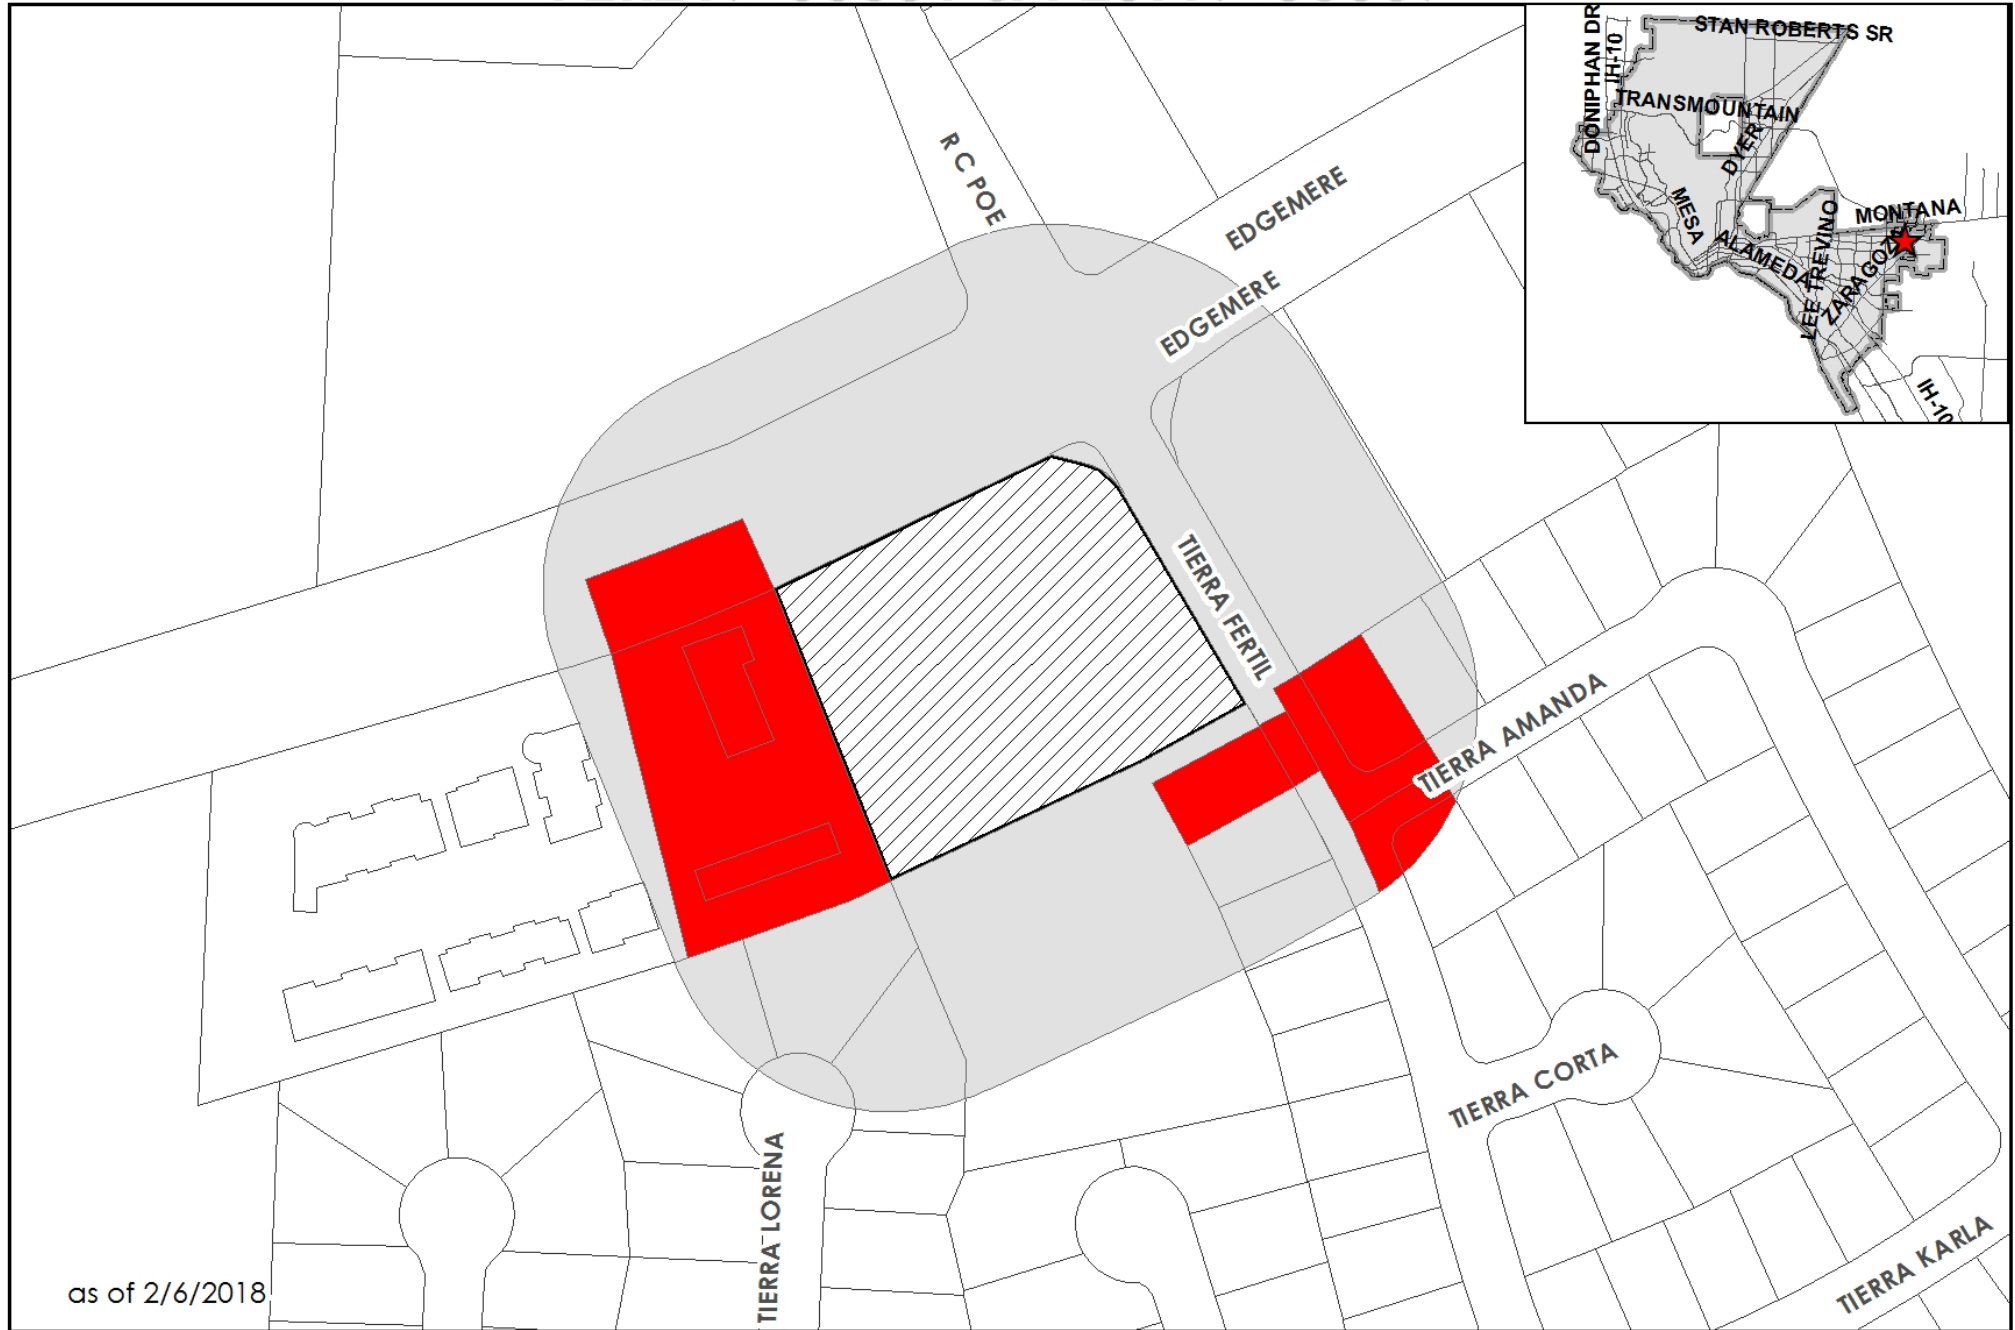 STAN ROBERTS SR
DONIPHAN DR
IH-10
TRANSMOUNTAIN
DYER
MESA
MONTANA
LEE TREVINO
ALAMEDA
ZARAGOZA
IH-10
R C POE
EDGEMERE
EDGEMERE
TIERRA FERTIL
TIERRA AMANDA
TIERRA CORTA
TIERRA LORENA
TIERRA KARLA
as of 2/6/2018